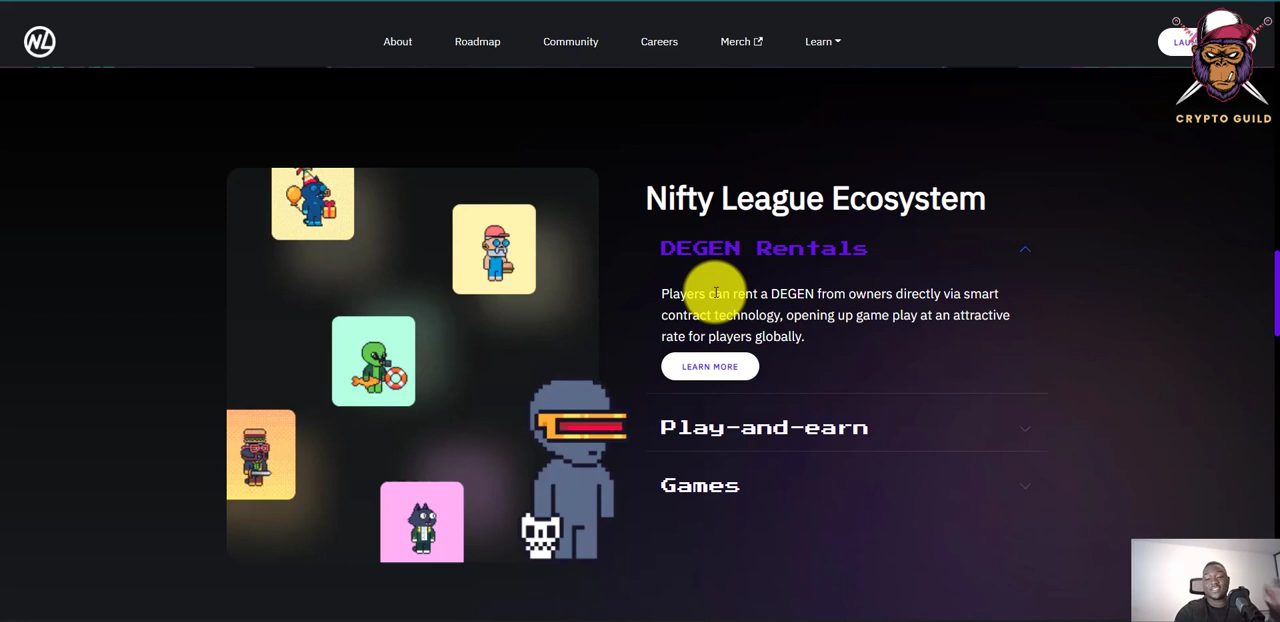 NL
About
Roadmap
Community
Careers
Merch
Learn
LAU
CRYPTO GUILD
Nifty League Ecosystem
DEGEN Rentals
Players can rent a DEGEN from owners directly via smart
contract technology, opening up game play at an attractive
rate for players globally.
LEARN MORE
Play-and-earn
Games